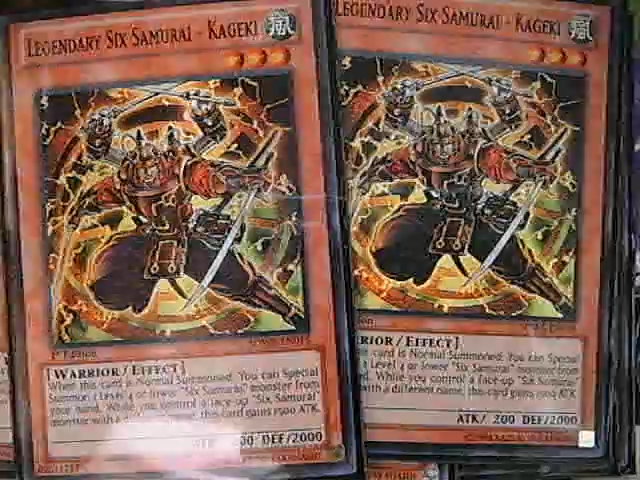 Legendary Six Samurai - Kageki
1st Edition
[Warrior / Effect]
When this card is Normal Summoned: You can Special
Summon 1 Level 4 or lower "Six Samurai" monster from
your hand. While you control a face-up "Six Samurai"
monster with a different name, this card gains 1500 ATK.
200 DEF/2000
Legendary Six Samurai - Kageki
rior / Effect]
is card is Normal Summoned: You can Special
1 Level 4 or lower "Six Samurai" monster from
d. While you control a face-up "Six Samurai"
with a different name, this card gains 1500 ATK.
ATK/ 200 DEF/2000